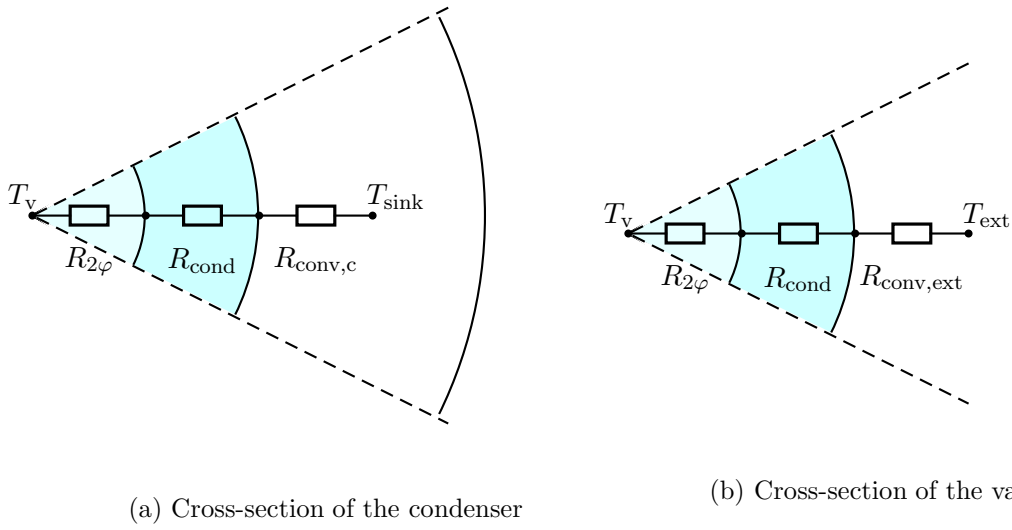 T_v
T_sink
R_2φ
R_cond
R_conv,c
(a) Cross-section of the condenser
T_v
T_ext
R_2φ
R_cond
R_conv,ext
(b) Cross-section of the va